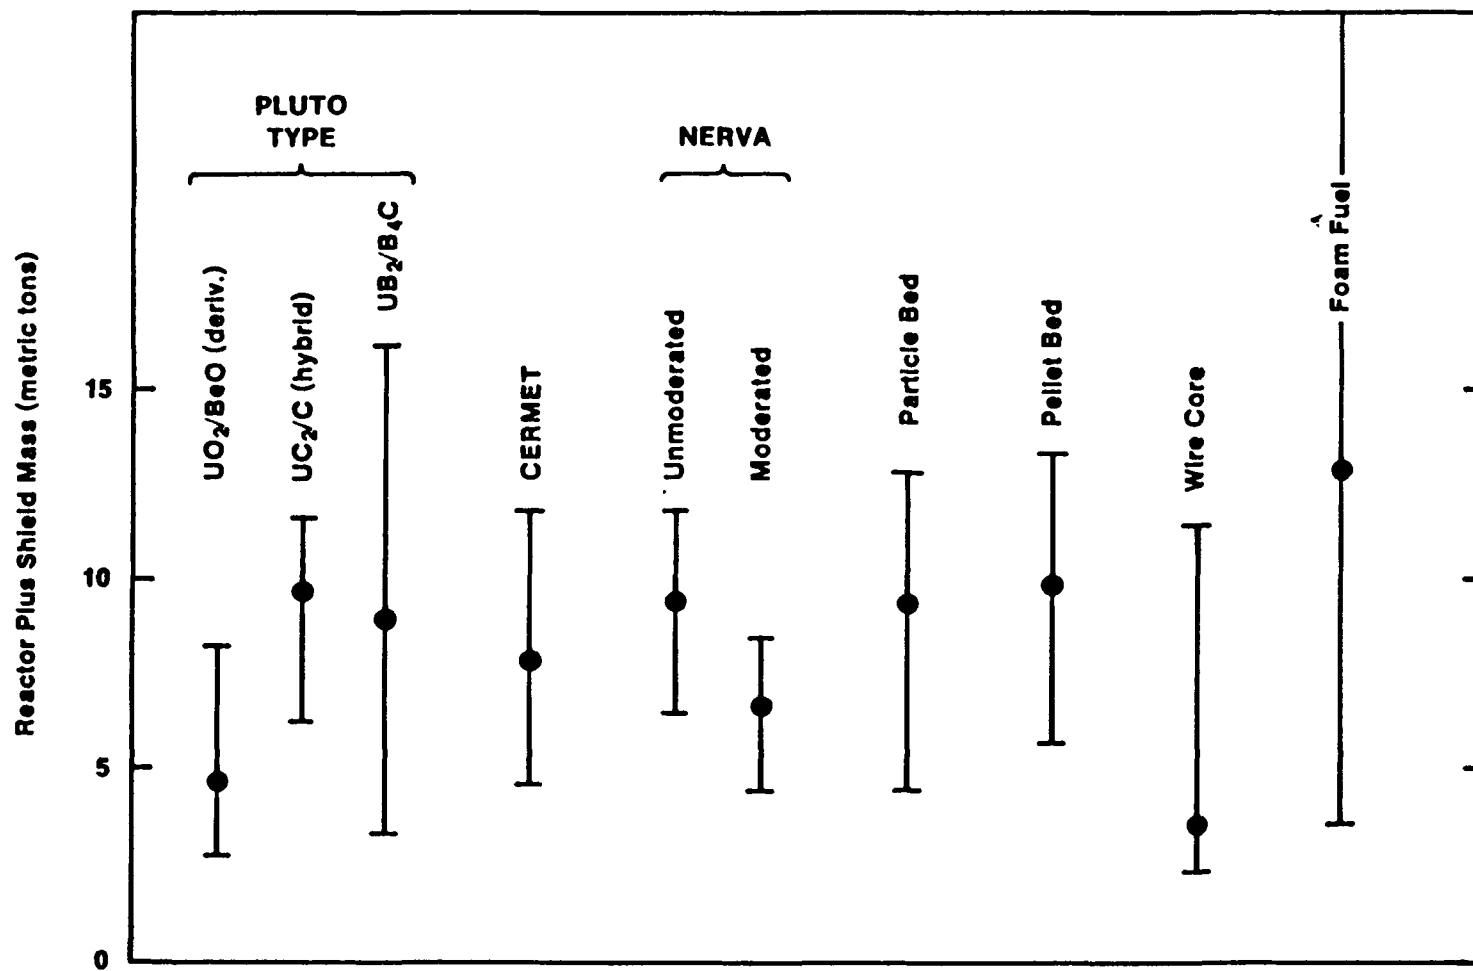 PLUTO
TYPE
NERVA
UO₂/BeO (deriv.)
UC₂/C (hybrid)
UB₂/B₄C
CERMET
Unmoderated
Moderated
Particle Bed
Pellet Bed
Wire Core
Foam Fuel
Reactor Plus Shield Mass (metric tons)
15
10
5
0